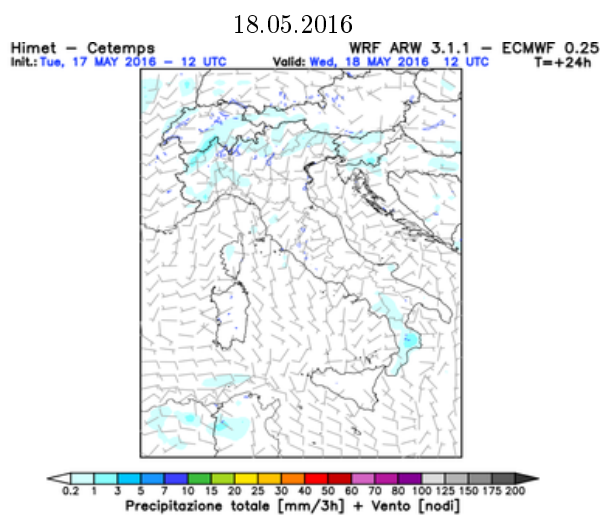 18.05.2016
Himet – Cetemps WRF ARW 3.1.1 – ECMWF 0.25
Init.: Tue, 17 MAY 2016 – 12 UTC Valid: Wed, 18 MAY 2016 12 UTC T=+24h
0.2 1 3 5 7 10 15 20 25 30 40 50 60 70 80 100 125 150 175 200
Precipitazione totale [mm/3h] + Vento [nodi]